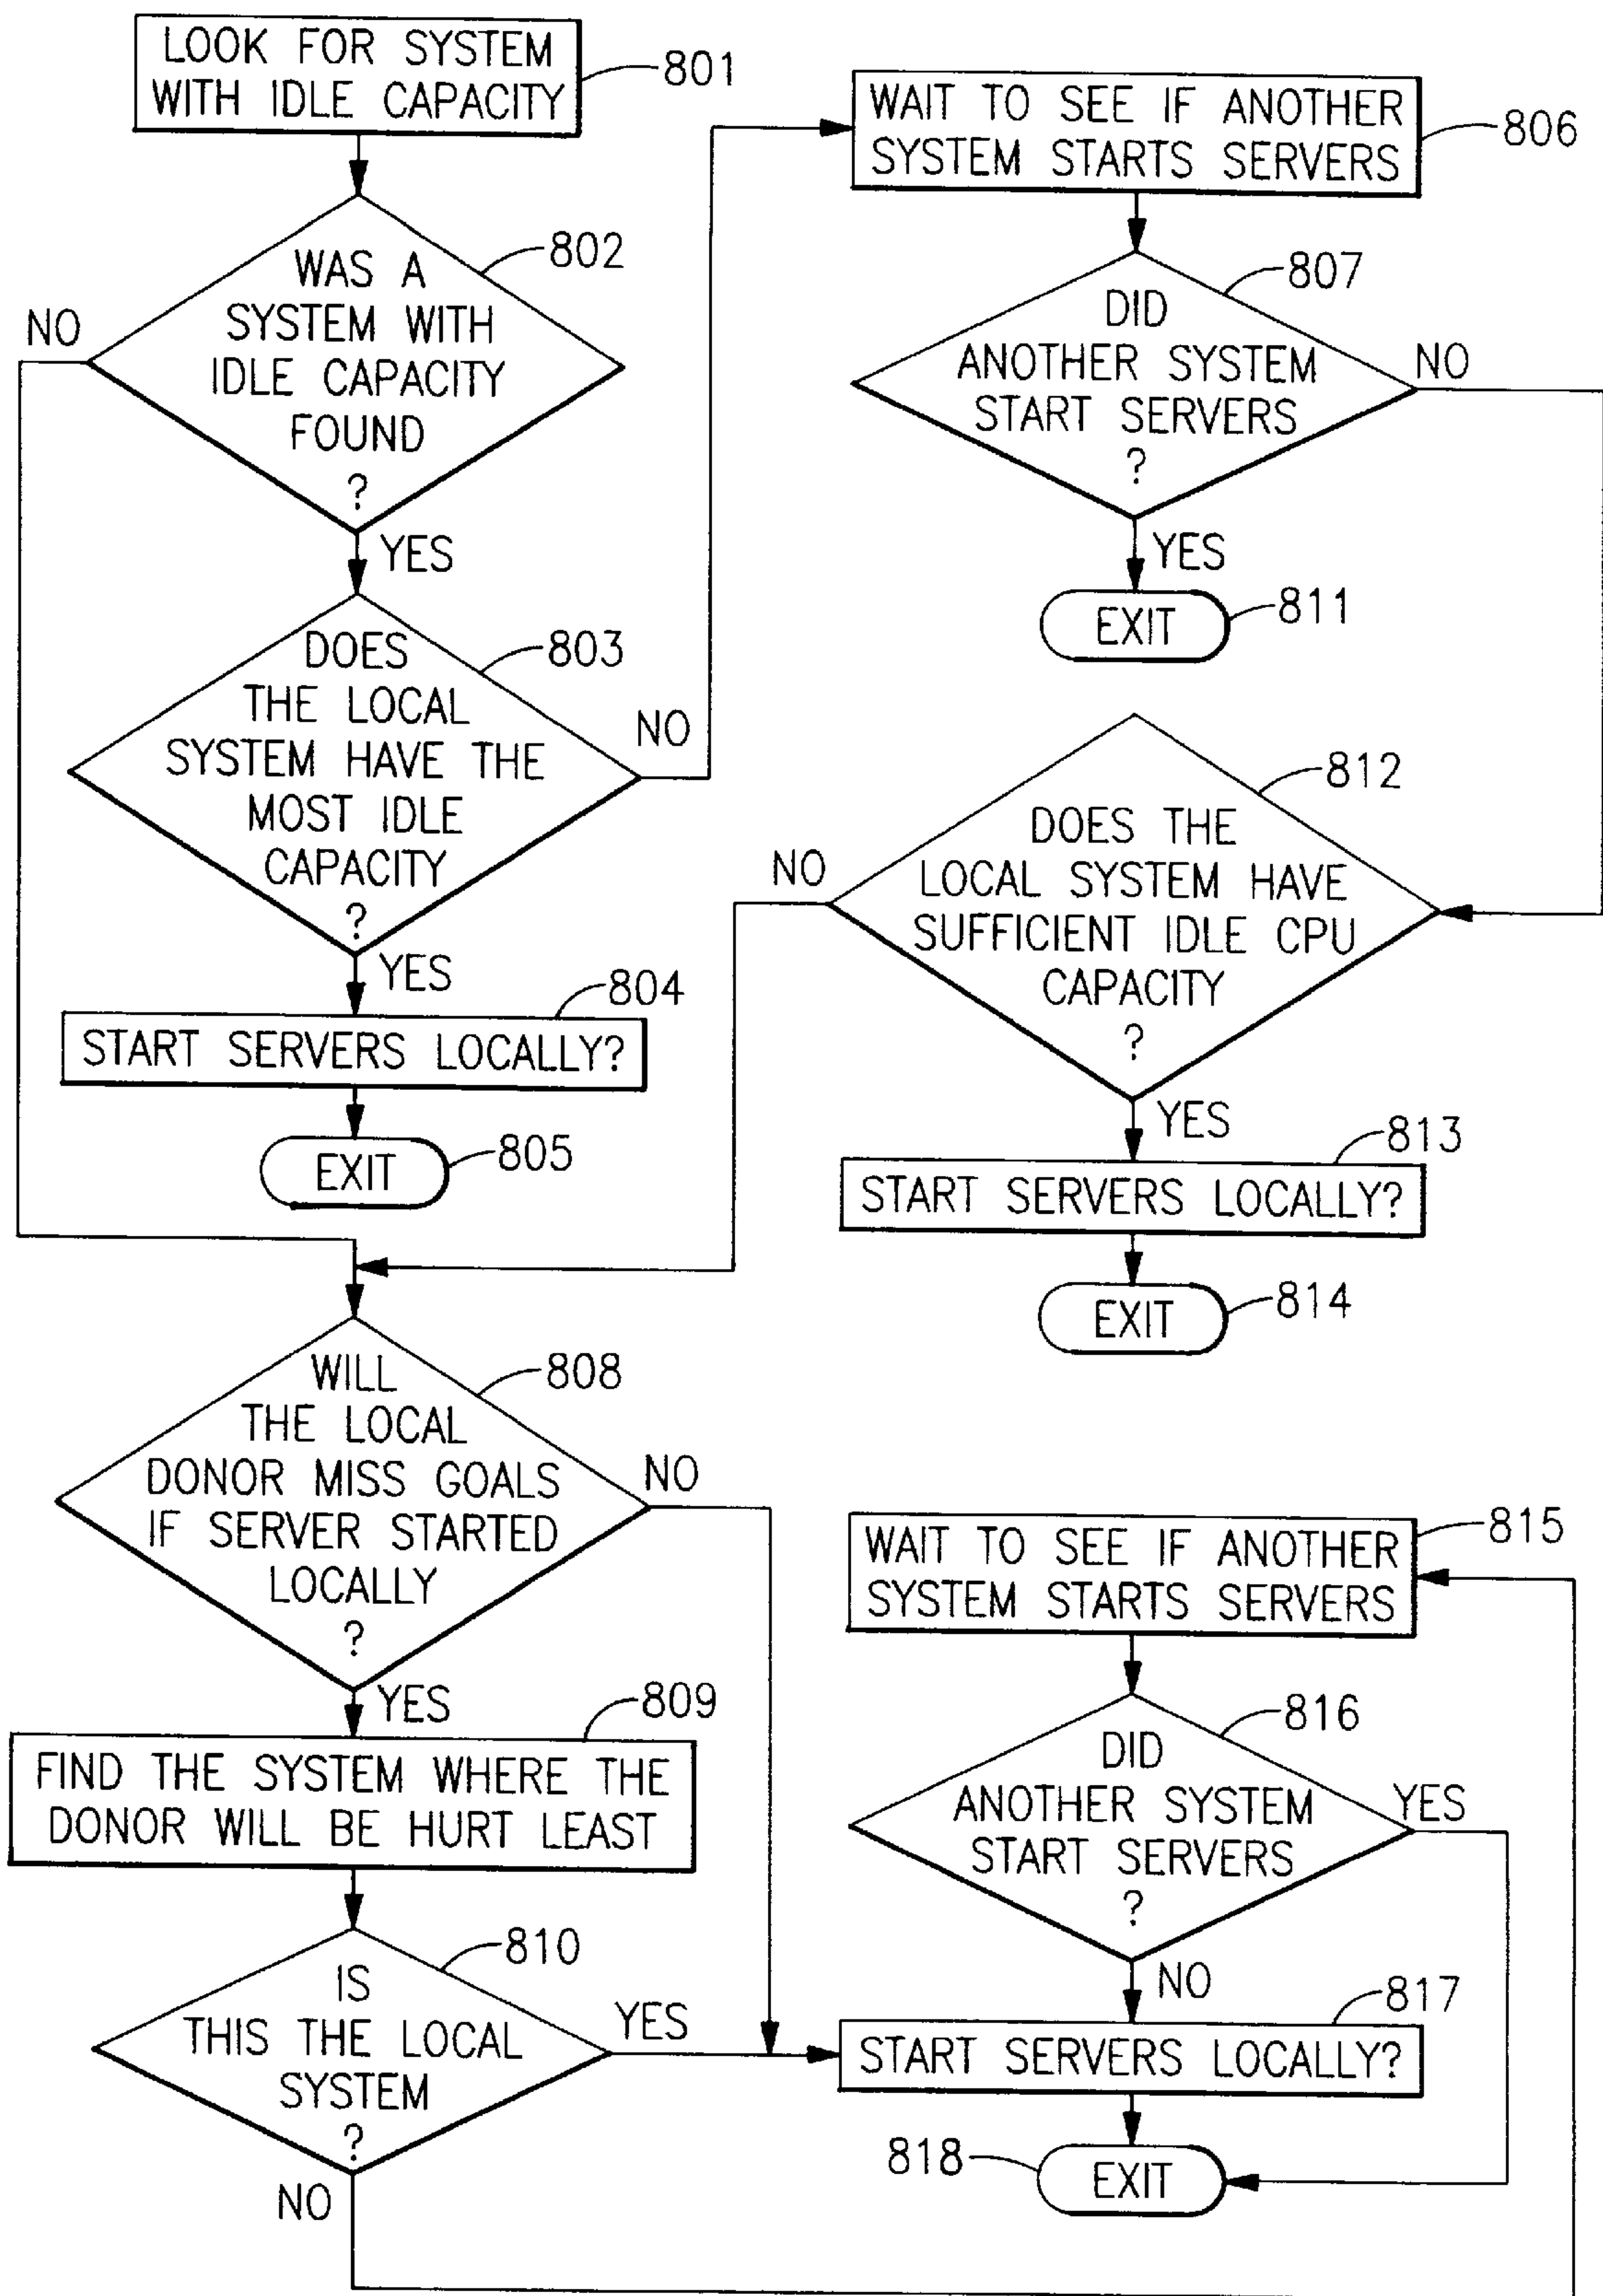 LOOK FOR SYSTEM
WITH IDLE CAPACITY
801
WAS A
SYSTEM WITH
IDLE CAPACITY
FOUND
?
802
NO
YES
DOES
THE LOCAL
SYSTEM HAVE THE
MOST IDLE
CAPACITY
?
803
NO
YES
804
START SERVERS LOCALLY?
EXIT
805
WAIT TO SEE IF ANOTHER
SYSTEM STARTS SERVERS
806
807
DID
ANOTHER SYSTEM
START SERVERS
?
NO
YES
EXIT
811
812
DOES THE
LOCAL SYSTEM HAVE
SUFFICIENT IDLE CPU
CAPACITY
?
NO
YES
813
START SERVERS LOCALLY?
EXIT
814
WILL
THE LOCAL
DONOR MISS GOALS
IF SERVER STARTED
LOCALLY
?
808
NO
YES
809
FIND THE SYSTEM WHERE THE
DONOR WILL BE HURT LEAST
810
IS
THIS THE LOCAL
SYSTEM
?
YES
NO
WAIT TO SEE IF ANOTHER
SYSTEM STARTS SERVERS
815
816
DID
ANOTHER SYSTEM
START SERVERS
?
YES
NO
817
START SERVERS LOCALLY?
818
EXIT